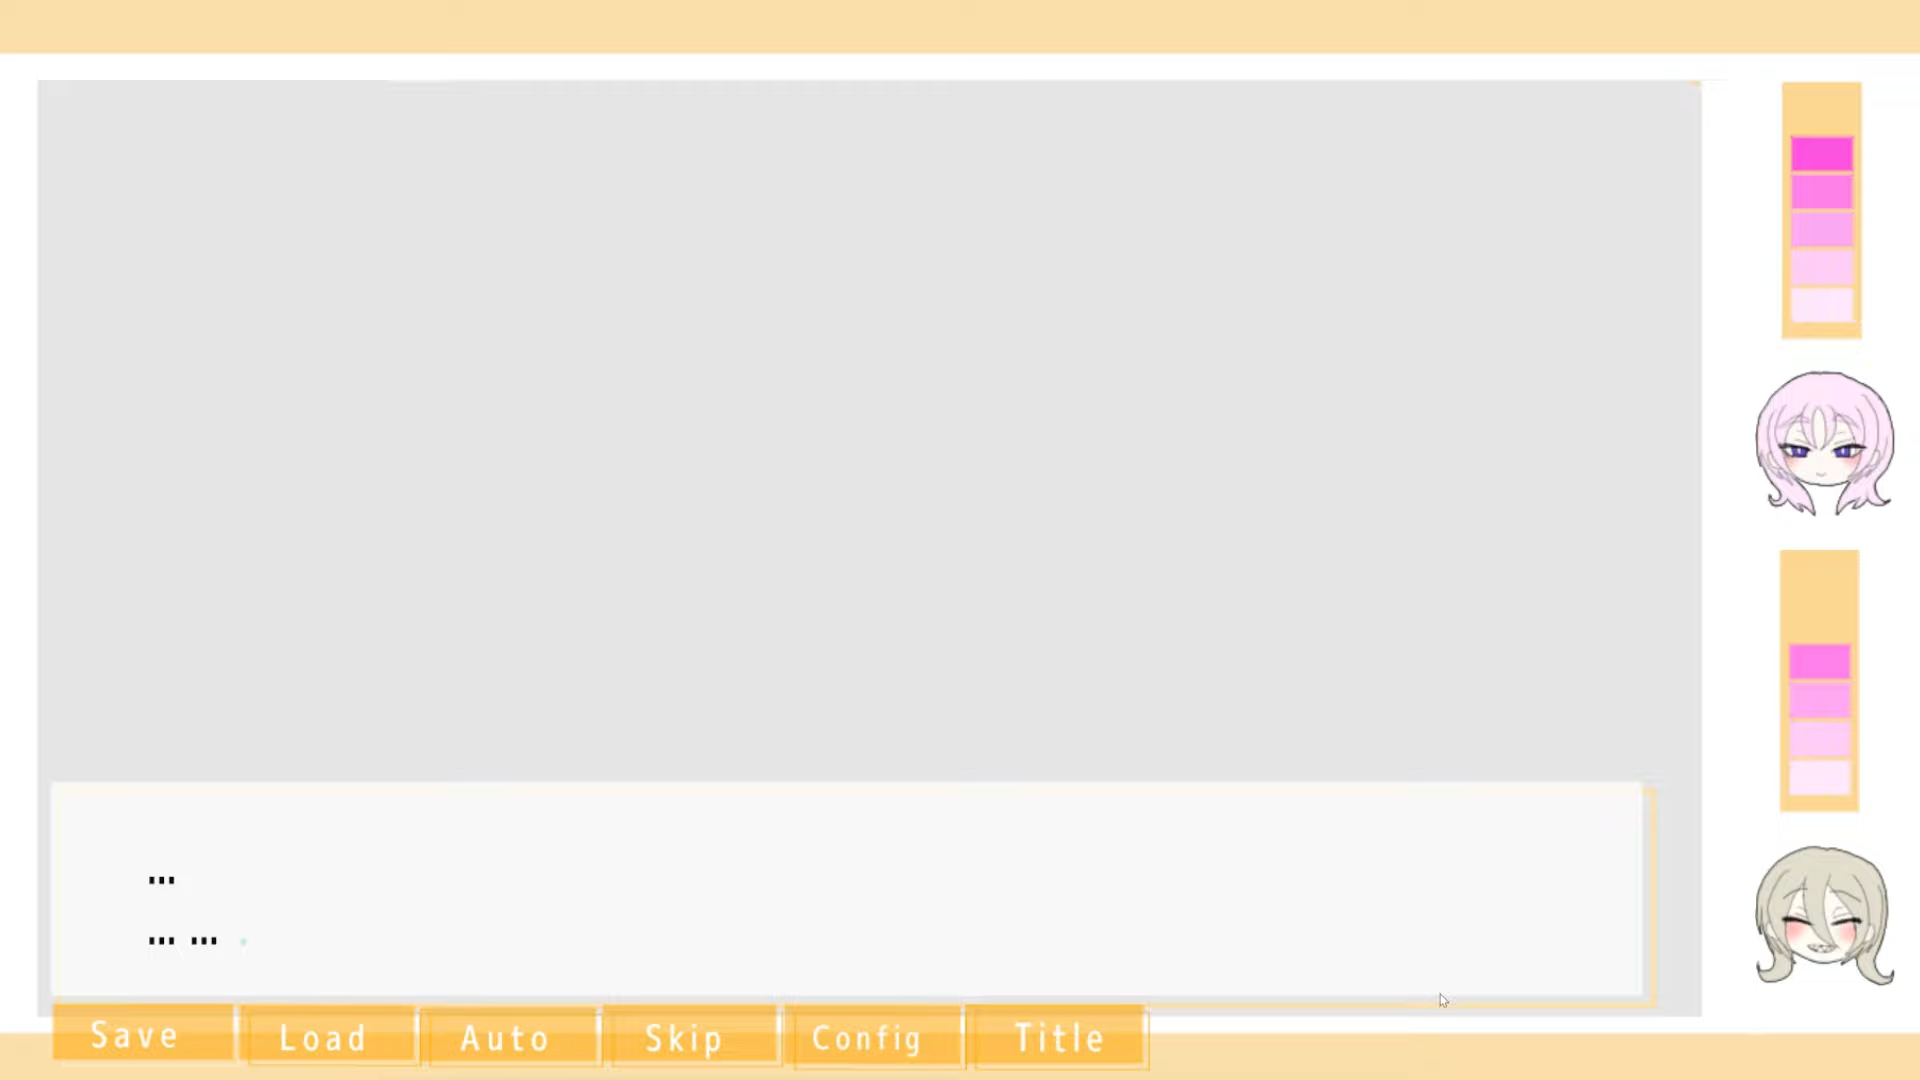 …
… …
Save Load Auto Skip Config Title